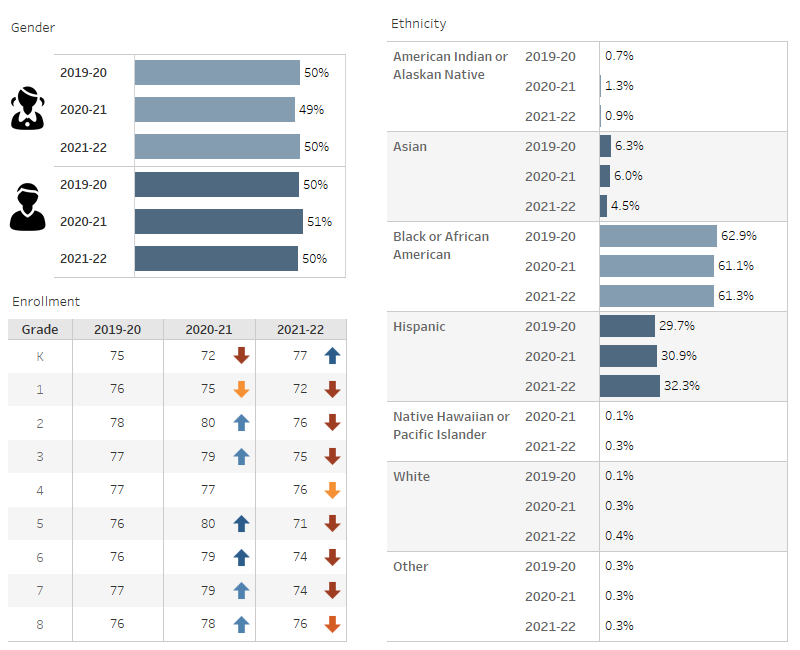 Gender
2019-20 50%
2020-21 49%
2021-22 50%
2019-20 50%
2020-21 51%
2021-22 50%
Enrollment
Grade 2019-20 2020-21 2021-22
K 75 72 77
1 76 75 72
2 78 80 76
3 77 79 75
4 77 77 76
5 76 80 71
6 76 79 74
7 77 79 74
8 76 78 76
Ethnicity
American Indian or 2019-20 0.7%
Alaskan Native
2020-21 1.3%
2021-22 0.9%
Asian 2019-20 6.3%
2020-21 6.0%
2021-22 4.5%
Black or African 2019-20 62.9%
American
2020-21 61.1%
2021-22 61.3%
Hispanic 2019-20 29.7%
2020-21 30.9%
2021-22 32.3%
Native Hawaiian or 2020-21 0.1%
Pacific Islander
2021-22 0.3%
White 2019-20 0.1%
2020-21 0.3%
2021-22 0.4%
Other 2019-20 0.3%
2020-21 0.3%
2021-22 0.3%